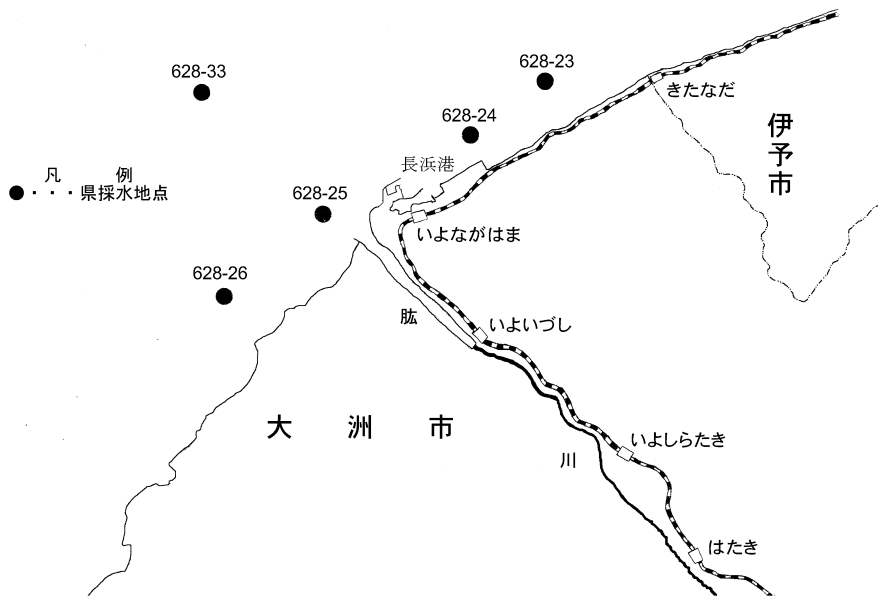 628-33
628-23
きたなだ
628-24
伊予市
長浜港
凡 例
●・・・県採水地点
628-25
いよながはま
628-26
肱
いよいづし
大洲市
いよしらたき
川
はたき